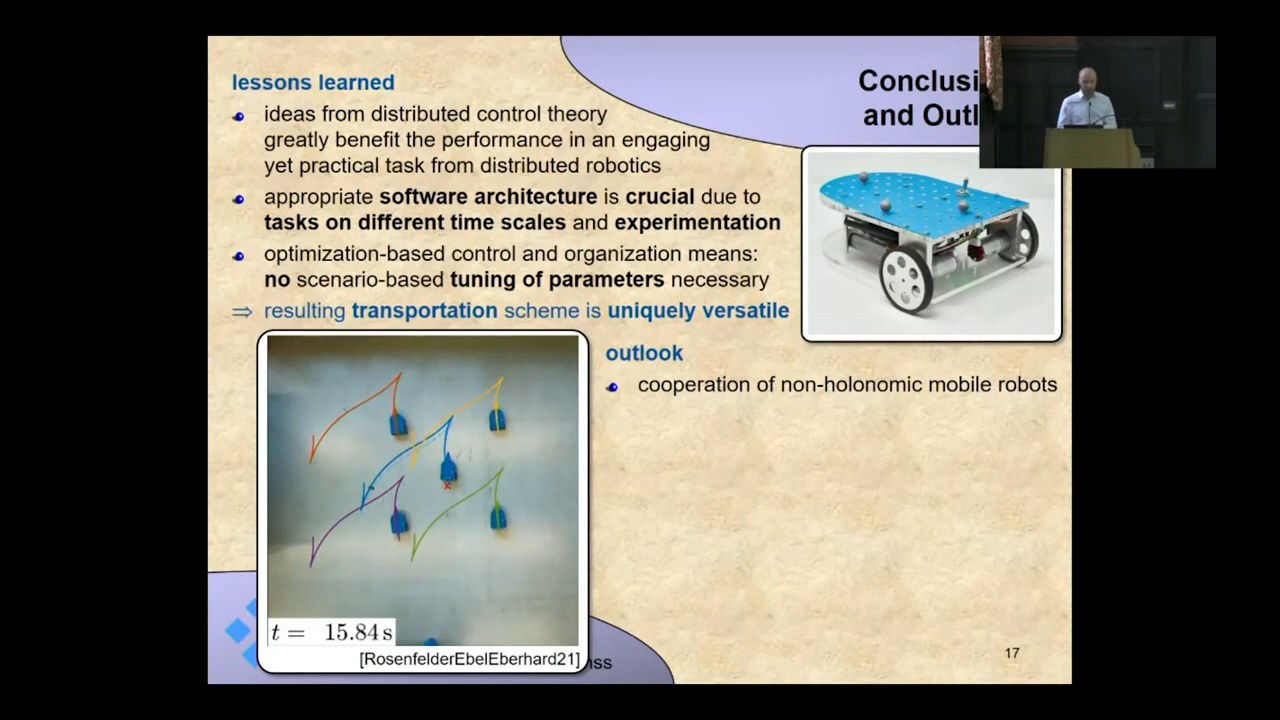 lessons learned
ideas from distributed control theory
greatly benefit the performance in an engaging
yet practical task from distributed robotics
appropriate software architecture is crucial due to
tasks on different time scales and experimentation
optimization-based control and organization means:
no scenario-based tuning of parameters necessary
⇒ resulting transportation scheme is uniquely versatile
Conclusi
and Outl
outlook
cooperation of non-holonomic mobile robots
t = 15.84 s
[RosenfelderEbelEberhard21]
nss
17